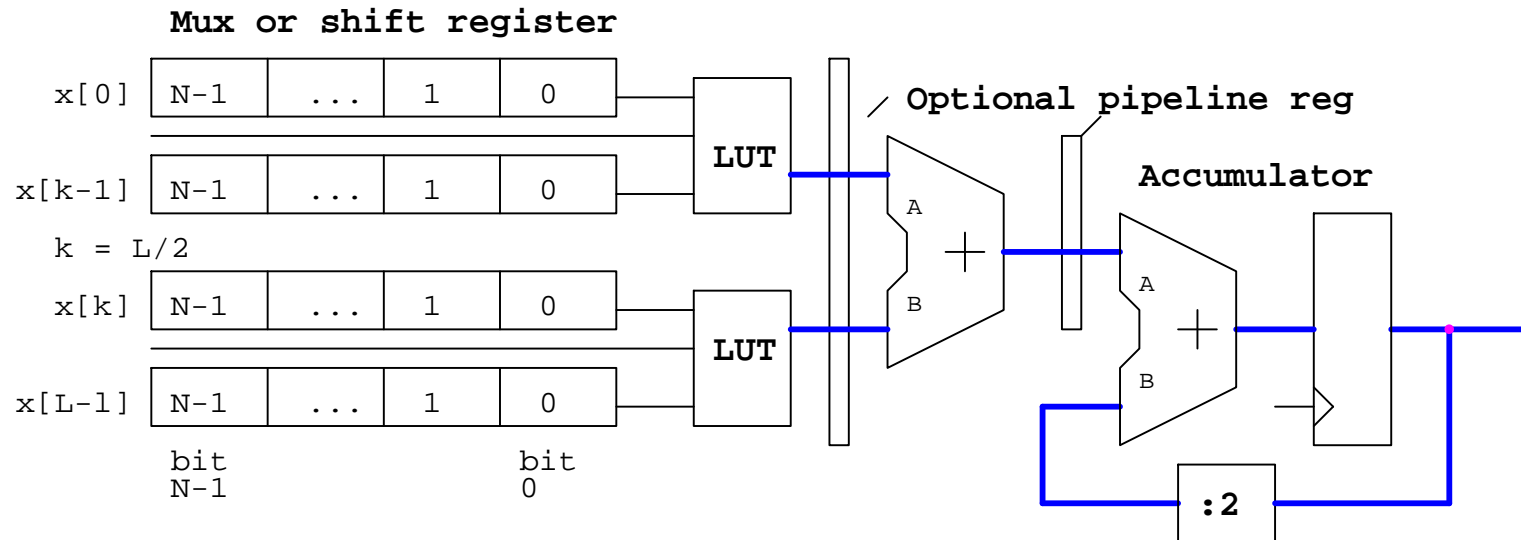 Mux or shift register
x[0] N-1 ... 1 0
Optional pipeline reg
LUT
x[k-1] N-1 ... 1 0
Accumulator
A
k = L/2
x[k] N-1 ... 1 0
A
B
LUT
B
x[L-l] N-1 ... 1 0
bit bit
N-1 0
:2